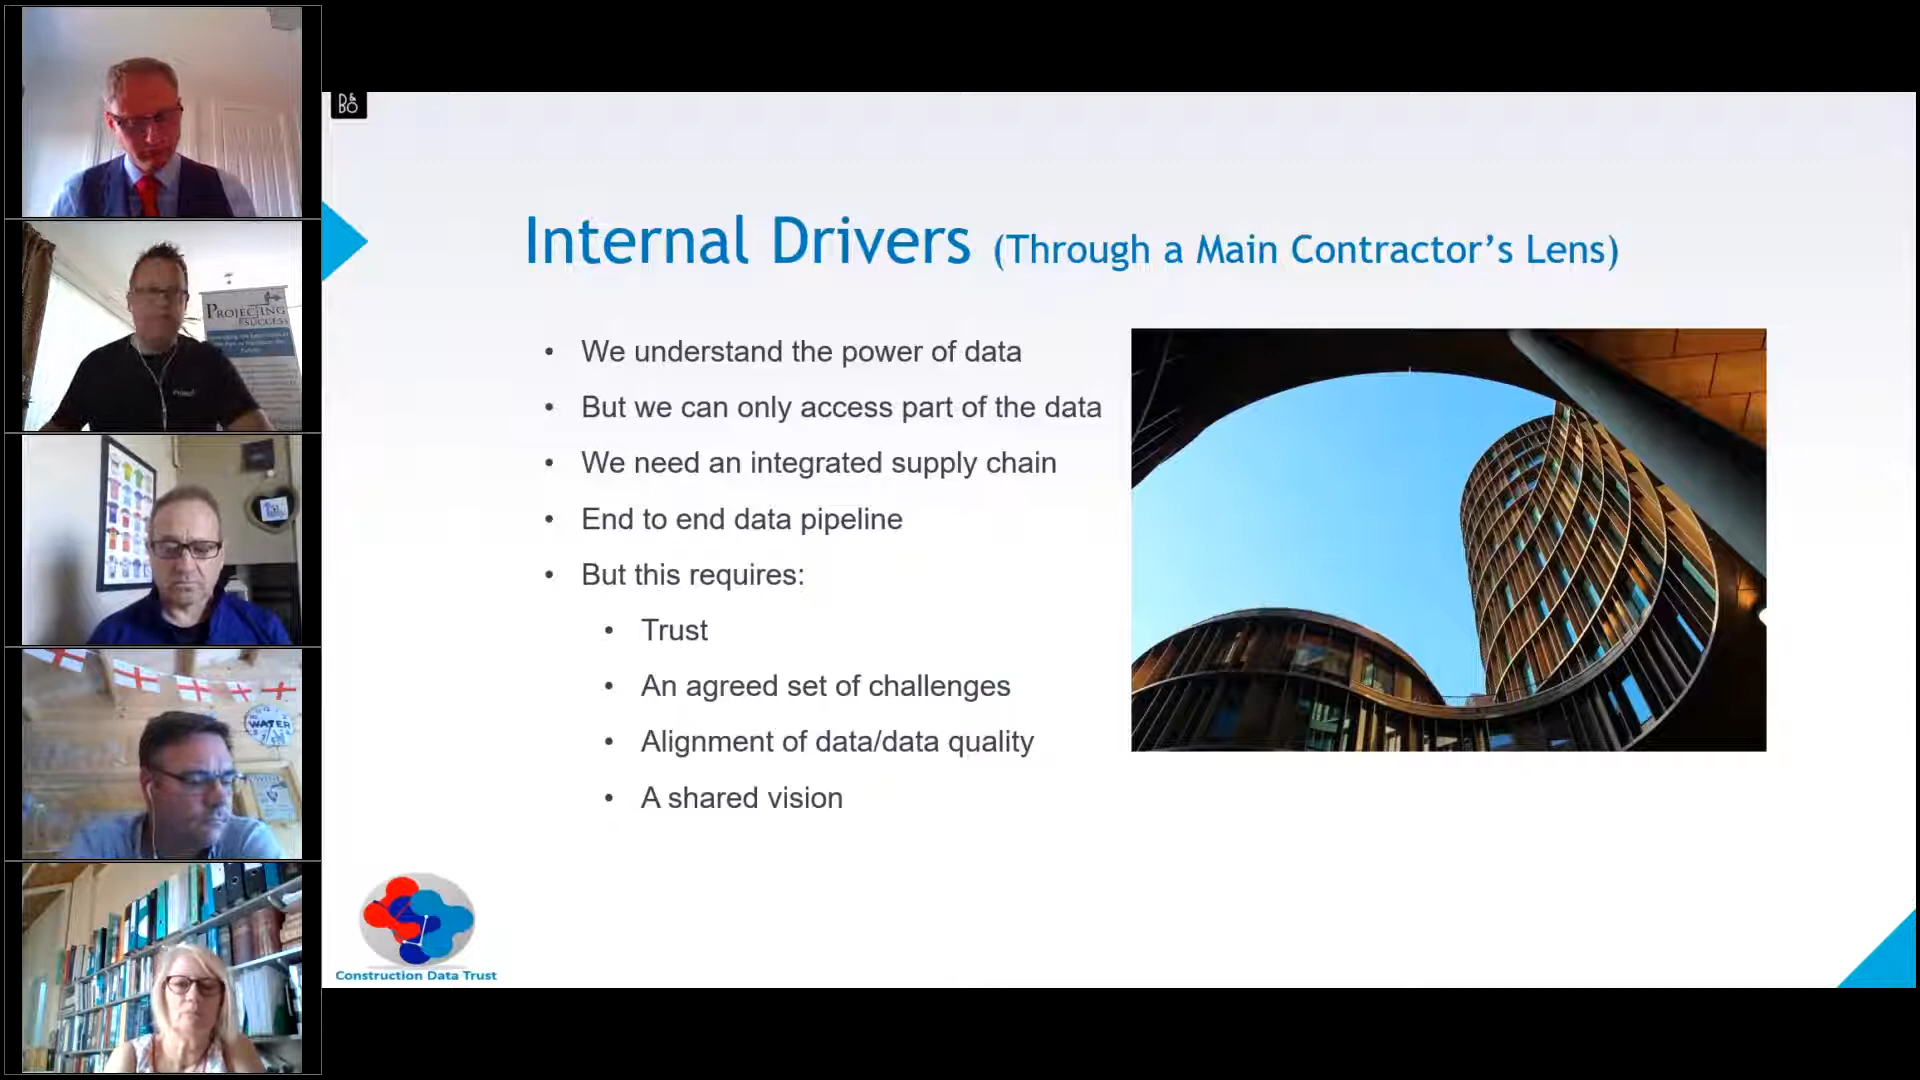 B&
BO
Internal Drivers (Through a Main Contractor's Lens)
• We understand the power of data
• But we can only access part of the data
• We need an integrated supply chain
• End to end data pipeline
• But this requires:
• Trust
• An agreed set of challenges
• Alignment of data/data quality
• A shared vision
Construction Data Trust
PROJECTING
SUCCESS
WATER